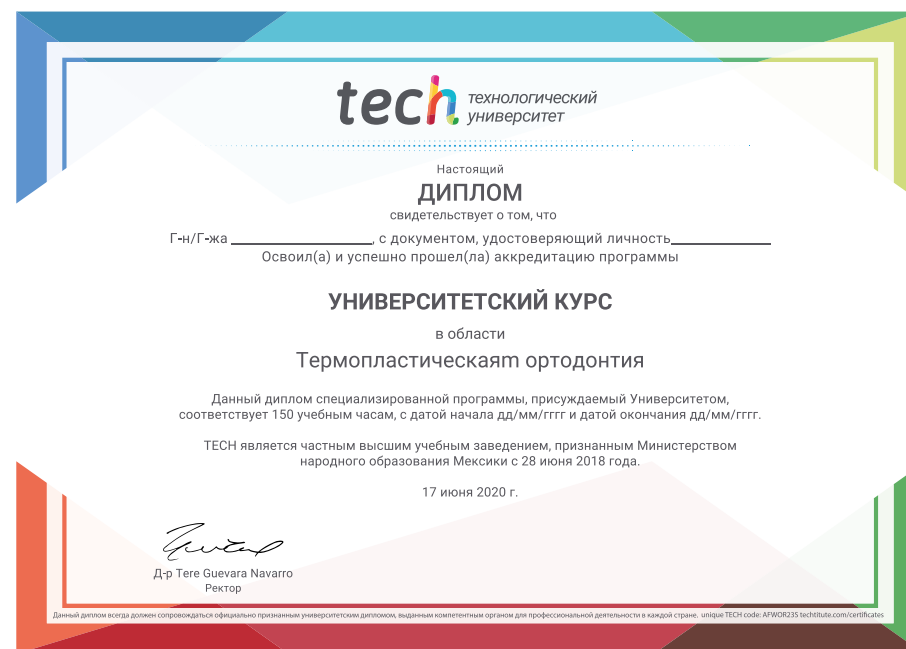 tech технологический
университет
Настоящий
ДИПЛОМ
свидетельствует о том, что
Г-н/Г-жа ____________________, с документом, удостоверяющий личность______________
Освоил(а) и успешно прошел(ла) аккредитацию программы
УНИВЕРСИТЕТСКИЙ КУРС
в области
Термопластическаяm ортодонтия
Данный диплом специализированной программы, присуждаемый Университетом,
соответствует 150 учебным часам, с датой начала дд/мм/гггг и датой окончания дд/мм/гггг.
TECH является частным высшим учебным заведением, признанным Министерством
народного образования Мексики с 28 июня 2018 года.
17 июня 2020 г.
Д-р Tere Guevara Navarro
Ректор
Данный диплом всегда должен сопровождаться официально признанным университетским дипломом, выданным компетентным органом для профессиональной деятельности в каждой стране. unique TECH code: AFWOR23S techtitute.com/certificates